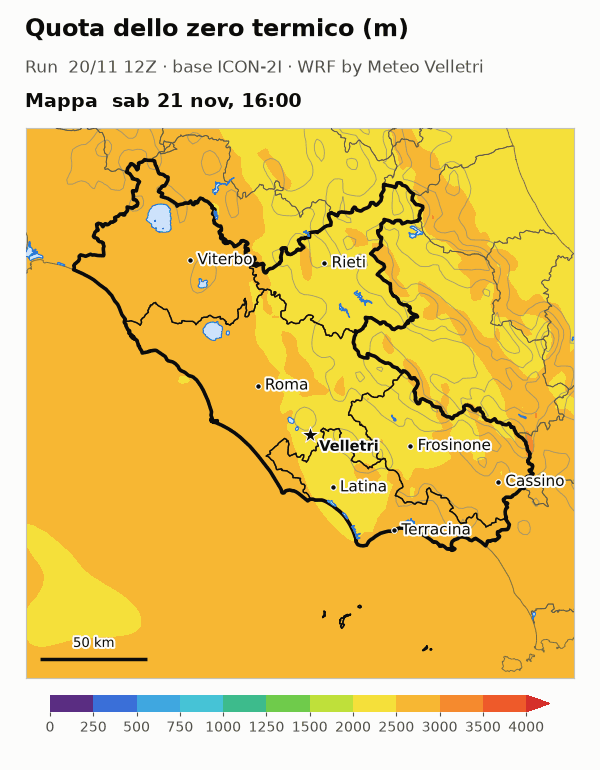 Quota dello zero termico (m)
Run  20/11 12Z · base ICON-2I · WRF by Meteo Velletri
Mappa  sab 21 nov, 16:00
Viterbo
Rieti
Roma
Velletri
Frosinone
Cassino
Latina
Terracina
50 km
0 250 500 750 1000 1250 1500 2000 2500 3000 3500 4000